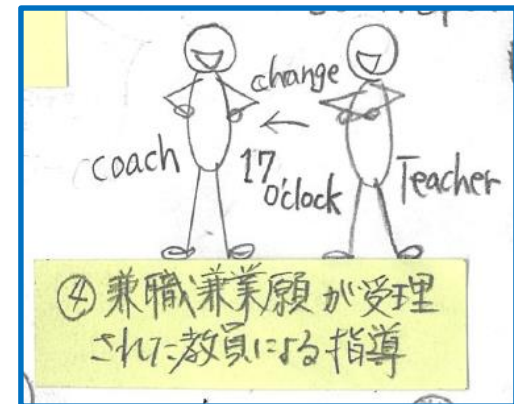 change
←
coach
17
o'clock
Teacher
④兼職兼業願が受理
された教員による指導